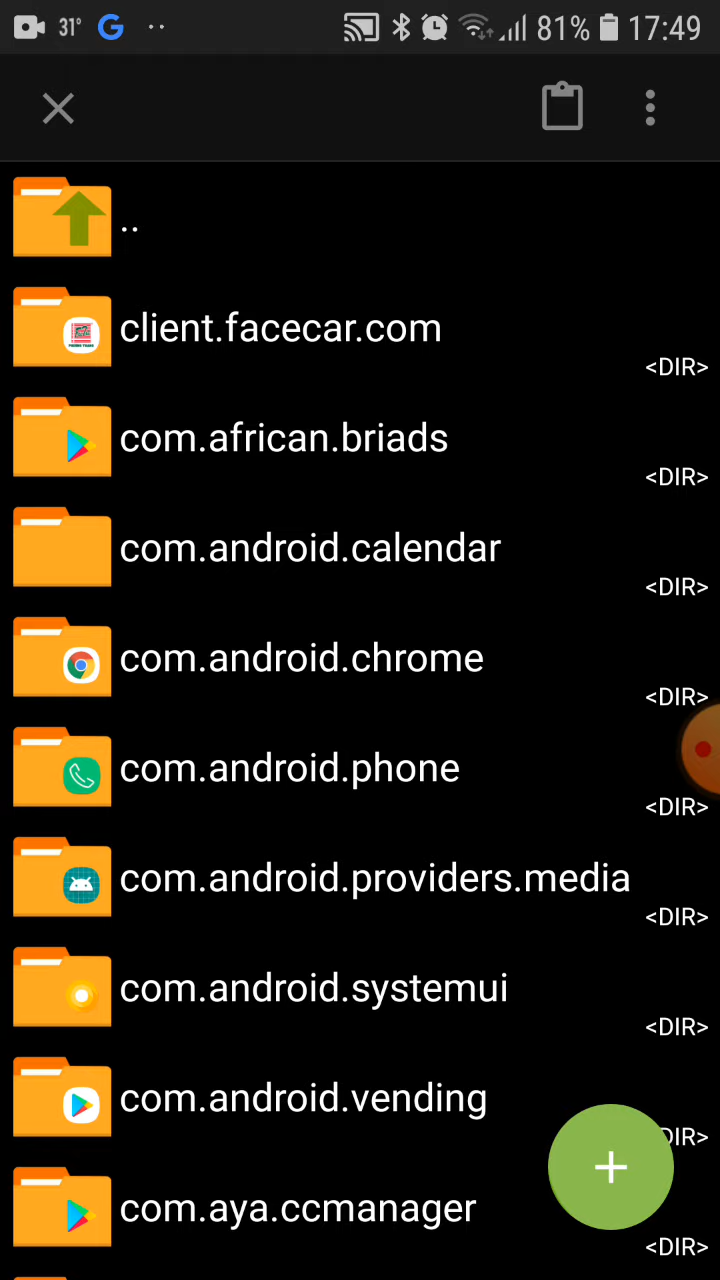 31° 81% 17:49
..
client.facecar.com
<DIR>
com.african.briads
<DIR>
com.android.calendar
<DIR>
com.android.chrome
<DIR>
com.android.phone
<DIR>
com.android.providers.media
<DIR>
com.android.systemui
<DIR>
com.android.vending
DIR>
com.aya.ccmanager
<DIR>